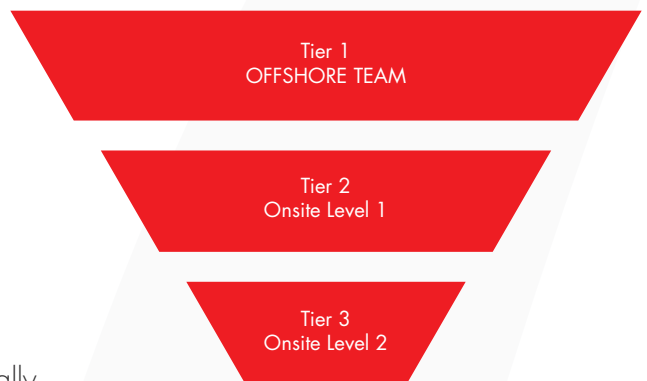 Tier 1
OFFSHORE TEAM
Tier 2
Onsite Level 1
Tier 3
Onsite Level 2